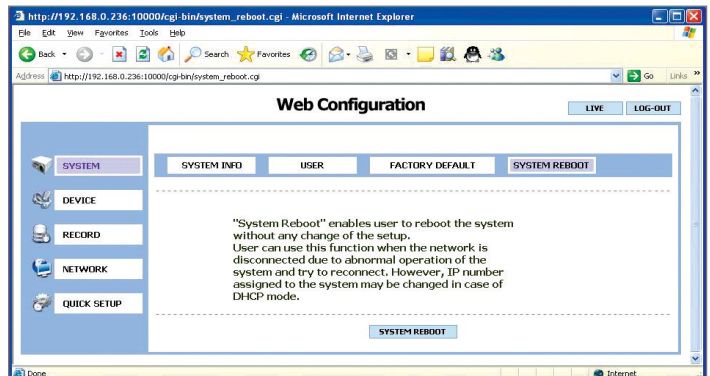 http://192.168.0.236:10000/cgi-bin/system_reboot.cgi - Microsoft Internet Explorer
File Edit View Favorites Tools Help
Back Search Favorites
Address http://192.168.0.236:10000/cgi-bin/system_reboot.cgi Go Links »
Web Configuration
LIVE LOG-OUT
SYSTEM
SYSTEM INFO USER FACTORY DEFAULT SYSTEM REBOOT
DEVICE
RECORD
NETWORK
QUICK SETUP
"System Reboot" enables user to reboot the system
without any change of the setup.
User can use this function when the network is
disconnected due to abnormal operation of the
system and try to reconnect. However, IP number
assigned to the system may be changed in case of
DHCP mode.
SYSTEM REBOOT
Done Internet